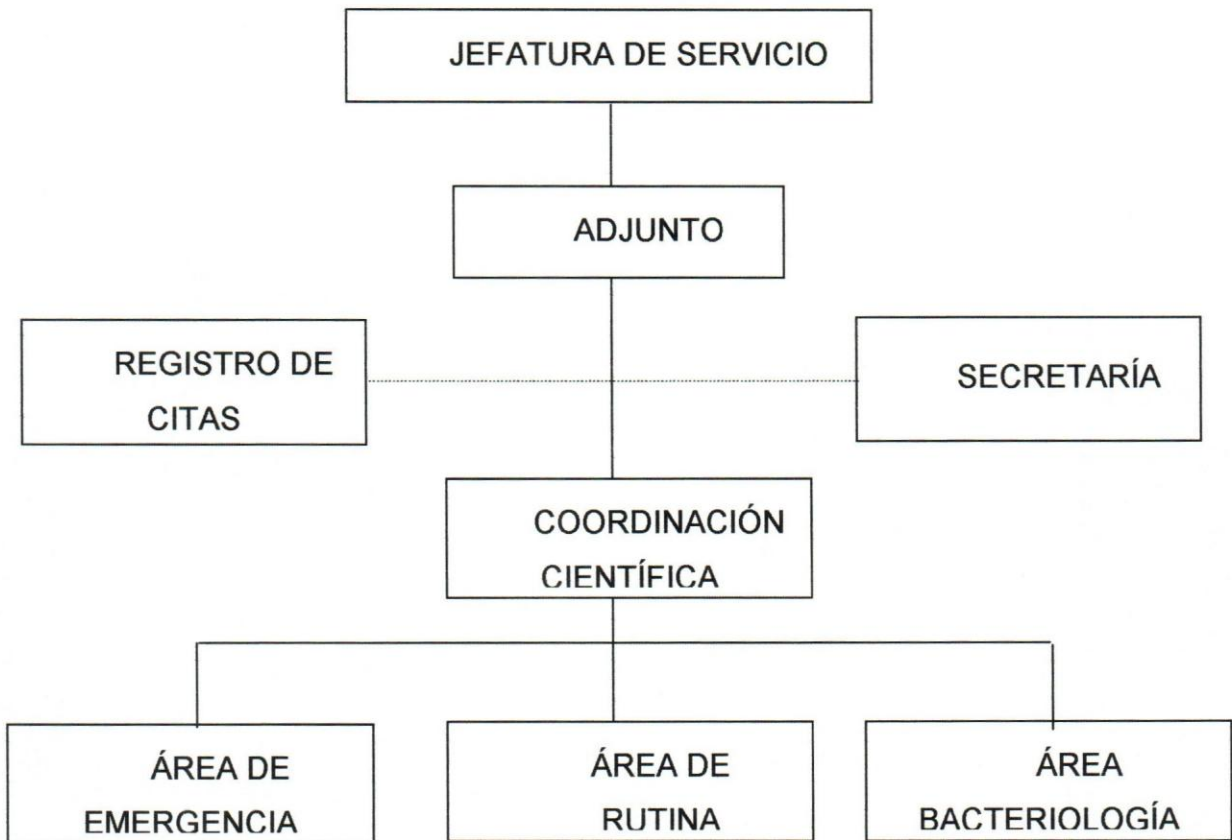 JEFATURA DE SERVICIO
ADJUNTO
REGISTRO DE
CITAS
SECRETARÍA
COORDINACIÓN
CIENTÍFICA
ÁREA DE
EMERGENCIA
ÁREA DE
RUTINA
ÁREA
BACTERIOLOGÍA